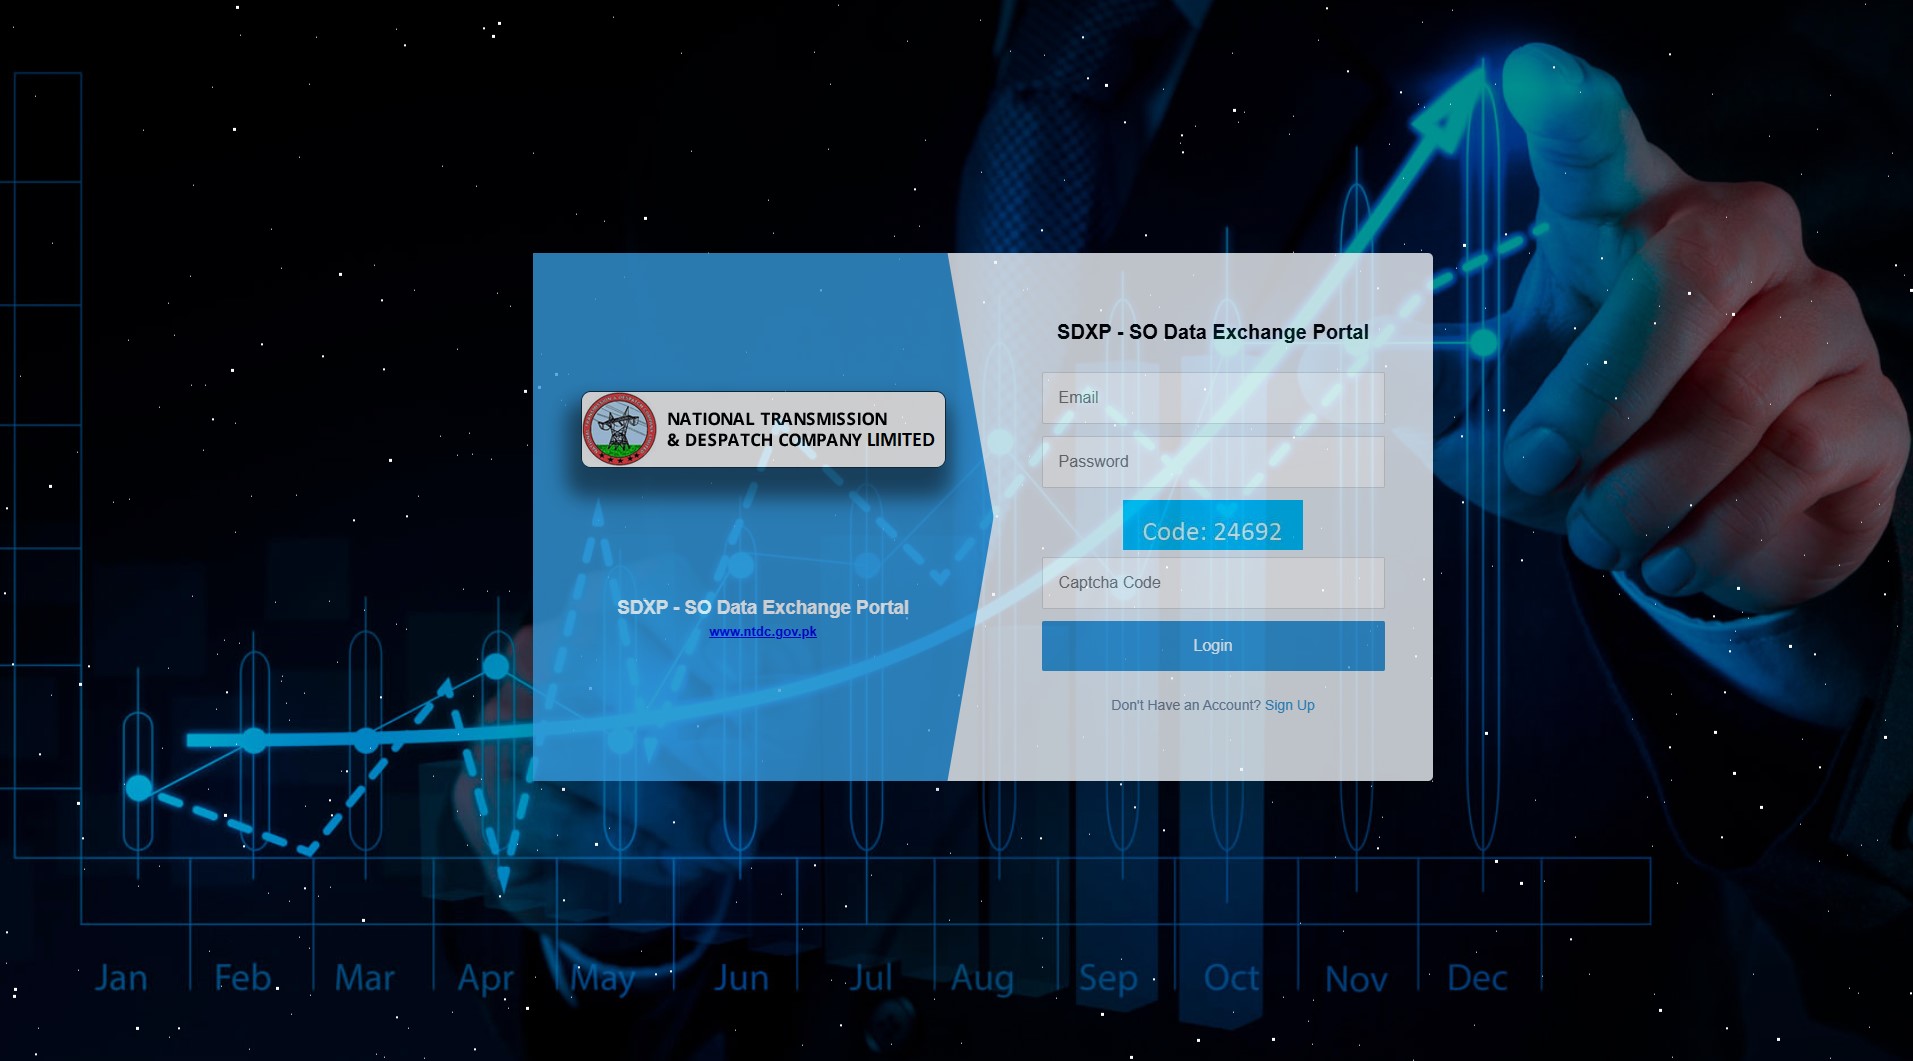 NATIONAL TRANSMISSION
& DESPATCH COMPANY LIMITED
SDXP - SO Data Exchange Portal
www.ntdc.gov.pk
SDXP - SO Data Exchange Portal
Email
Password
Code: 24692
Captcha Code
Login
Don't Have an Account? Sign Up
Jan Feb Mar Apr May Jun Jul Aug Sep Oct Nov Dec